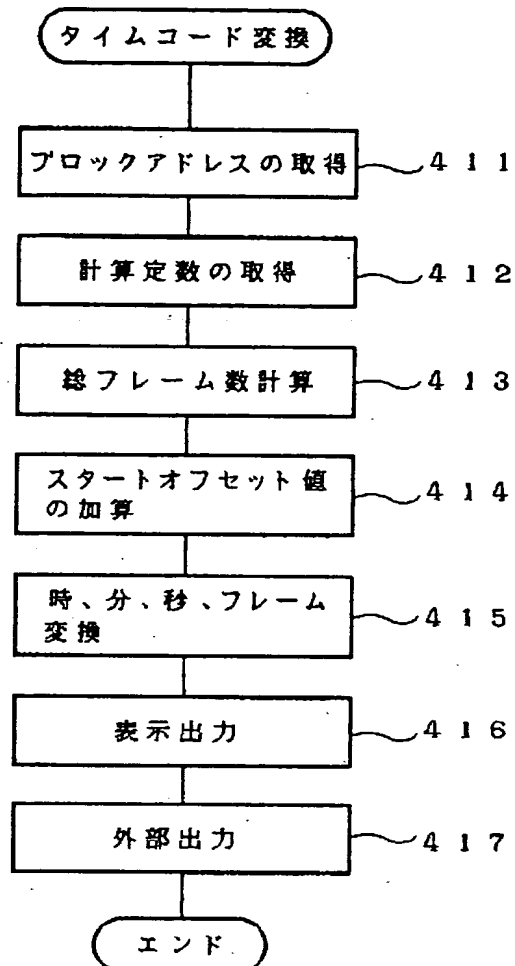 タイムコード変換
ブロックアドレスの取得 411
計算定数の取得 412
総フレーム数計算 413
スタートオフセット値
の加算 414
時、分、秒、フレーム
変換 415
表示出力 416
外部出力 417
エンド